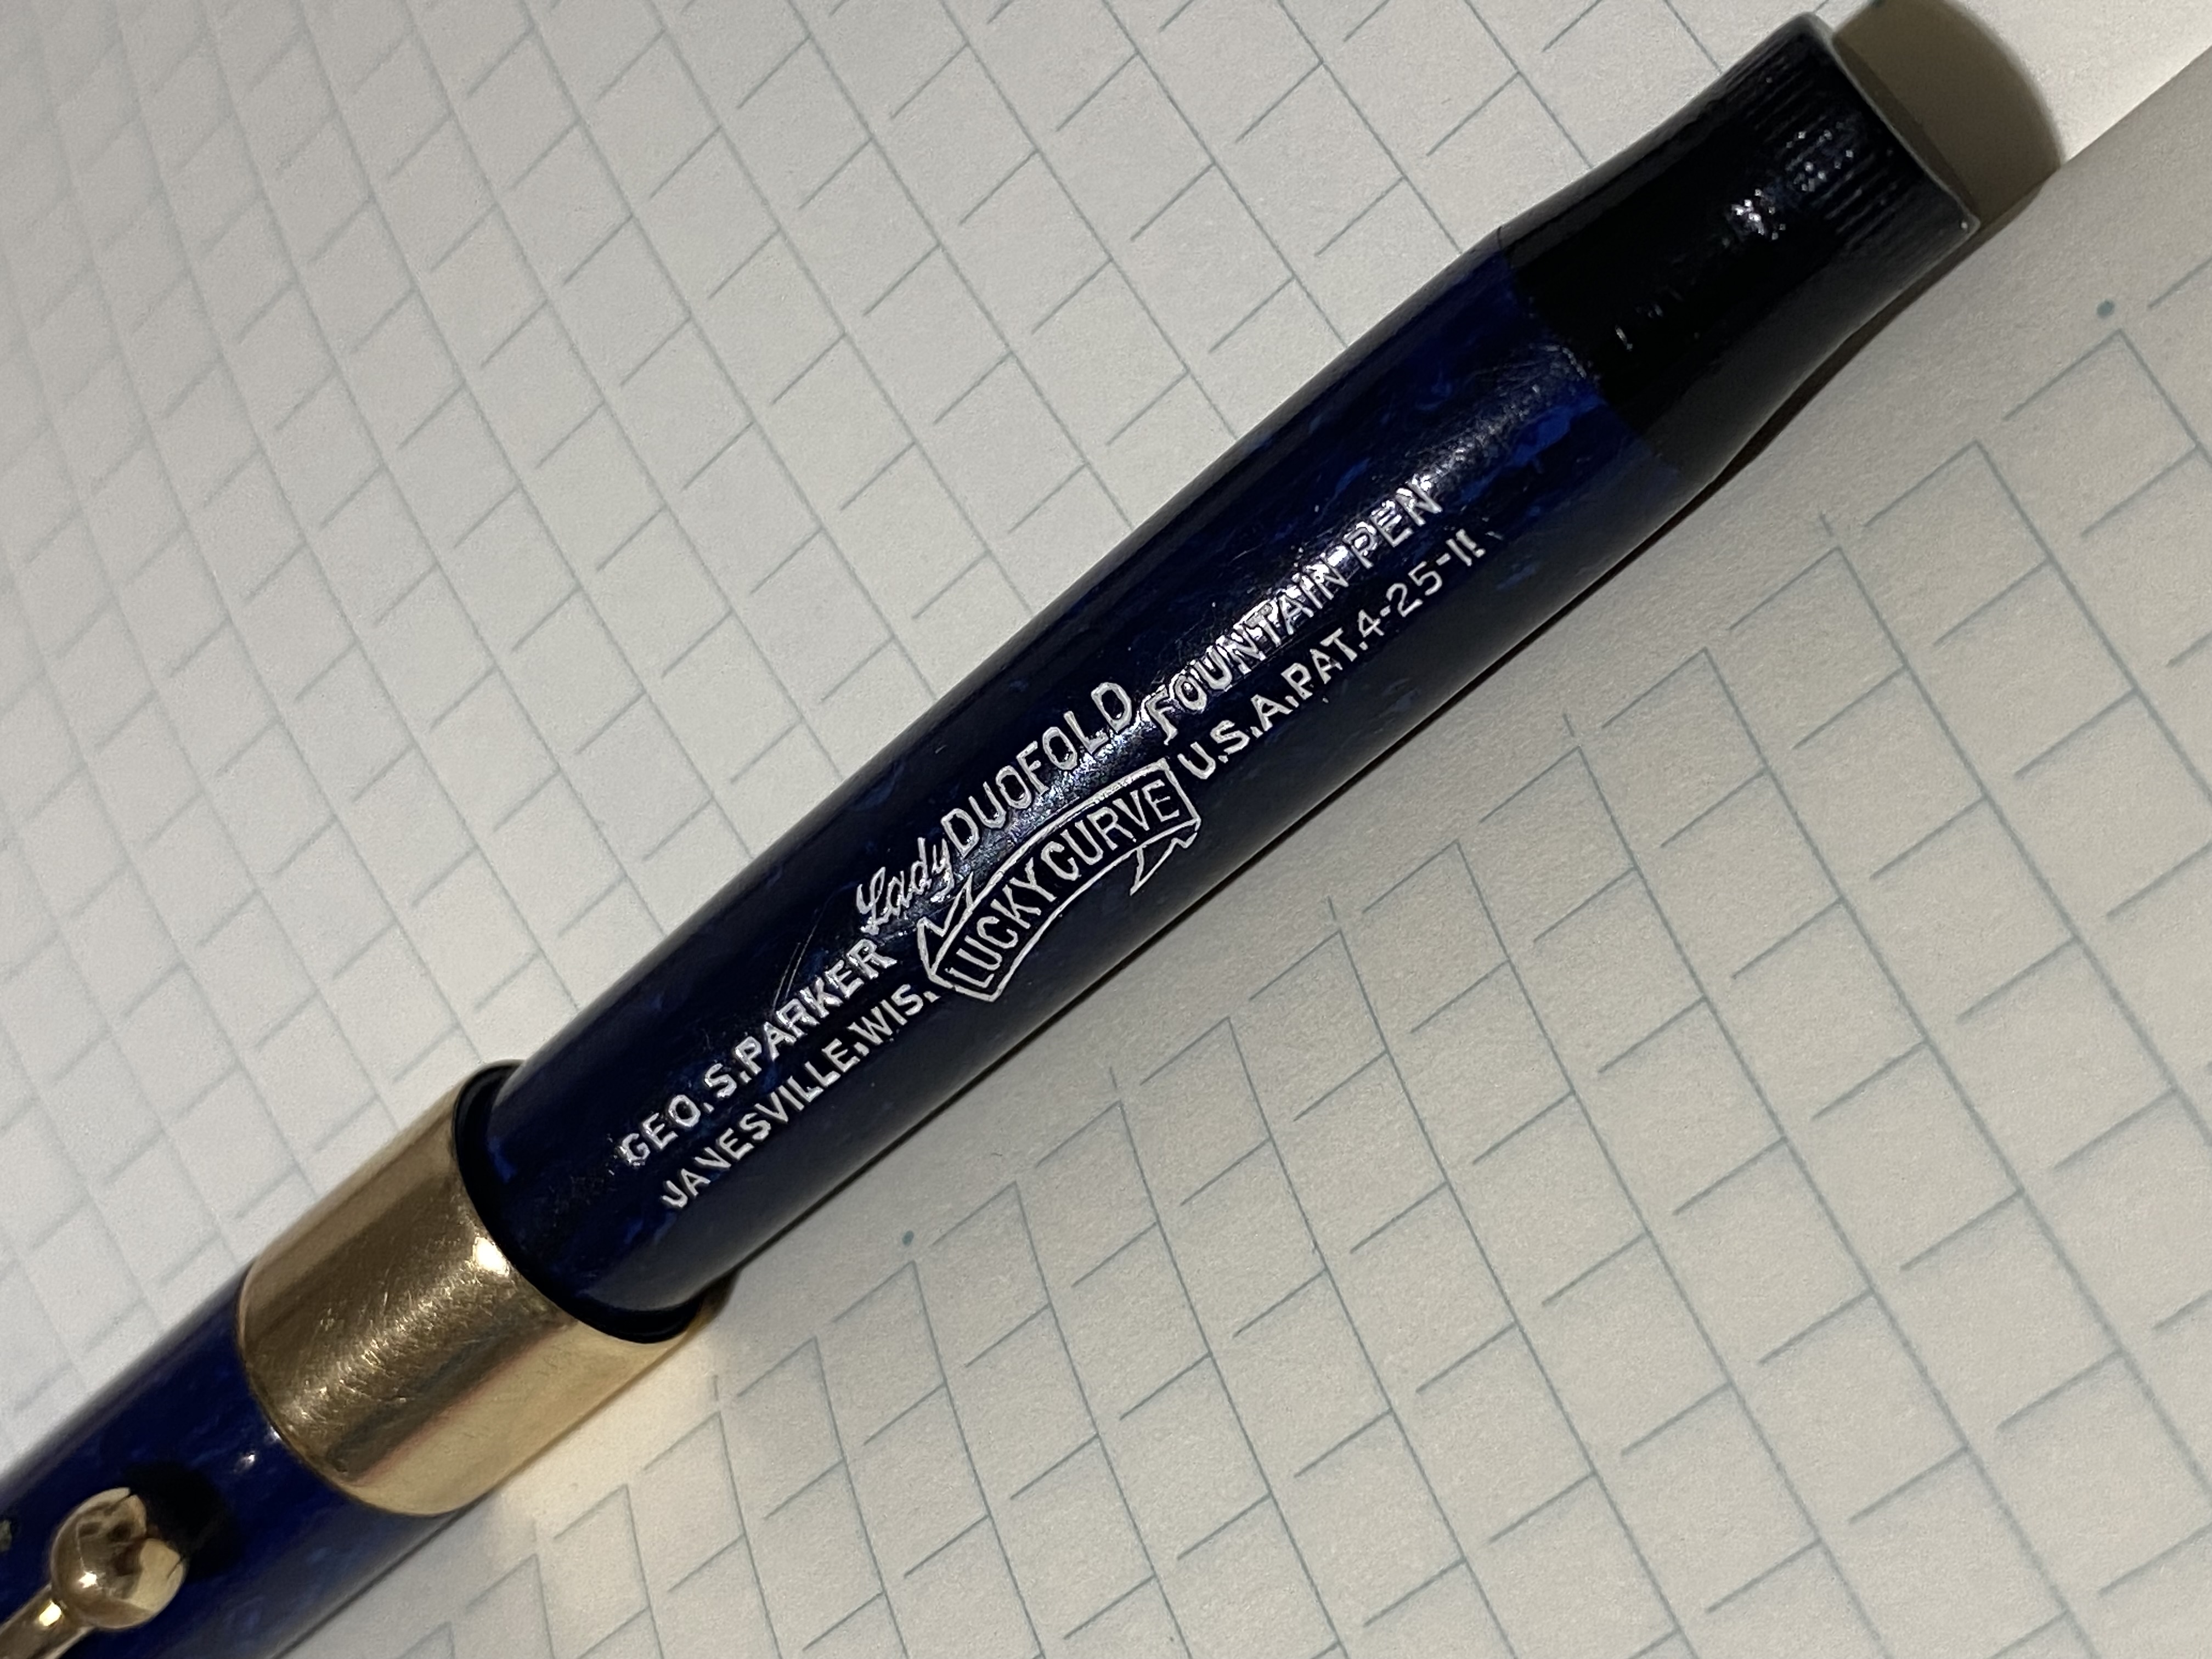 GEO. S. PARKER Lady DUOFOLD FOUNTAIN PEN
JANESVILLE, WIS. LUCKY CURVE U.S.A. PAT. 4-25-11